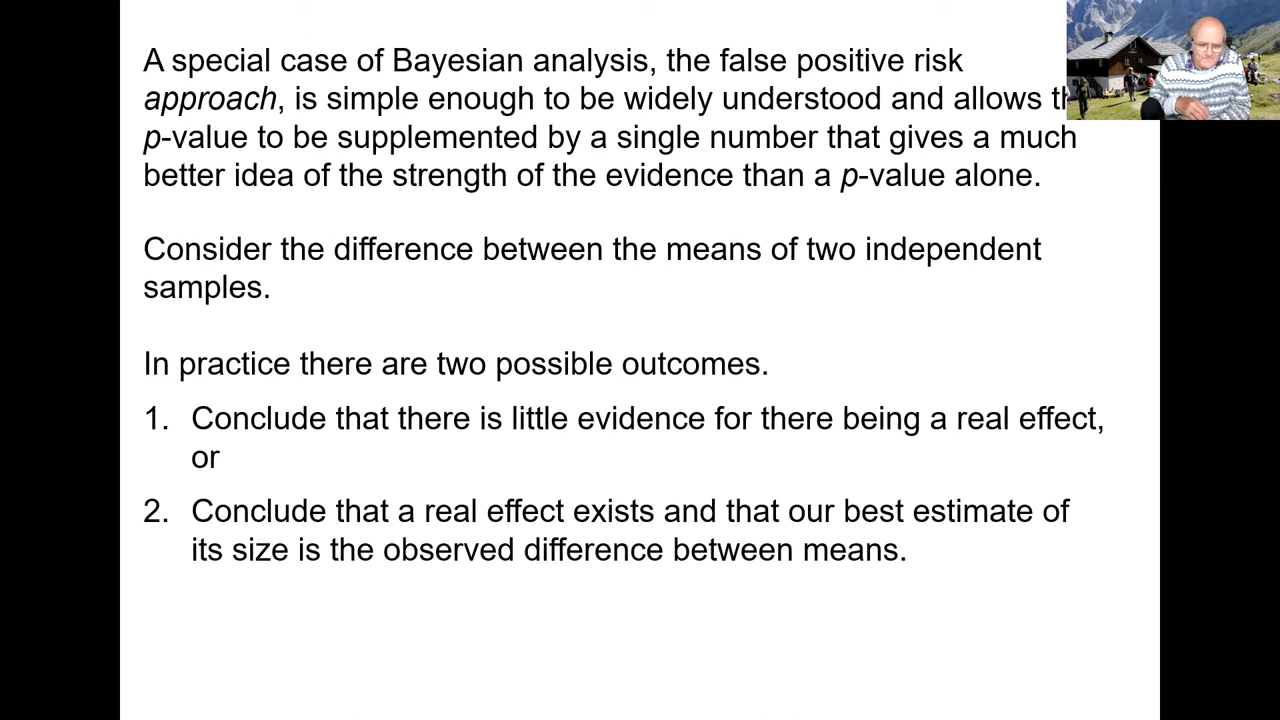 A special case of Bayesian analysis, the false positive risk
approach, is simple enough to be widely understood and allows
p-value to be supplemented by a single number that gives a much
better idea of the strength of the evidence than a p-value alone.
Consider the difference between the means of two independent
samples.
In practice there are two possible outcomes.
1. Conclude that there is little evidence for there being a real effect,
or
2. Conclude that a real effect exists and that our best estimate of
its size is the observed difference between means.